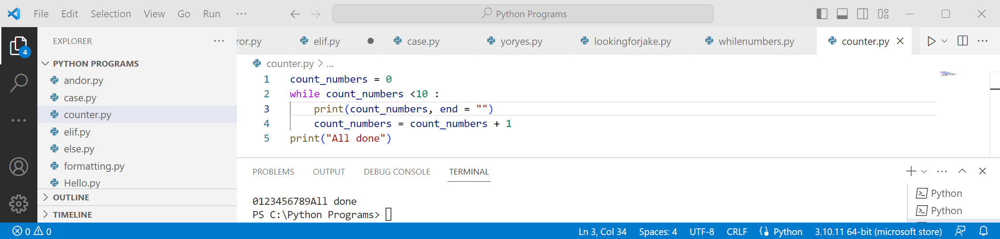 File Edit Selection View Go Run ... Python Programs
EXPLORER ...
ror.py elif.py case.py yoryes.py lookingforjake.py whilenumbers.py counter.py ...
4
PYTHON PROGRAMS
andor.py
case.py
counter.py
elif.py
else.py
formatting.py
Hello.py
OUTLINE
TIMELINE
counter.py > ...
1 count_numbers = 0
2 while count_numbers <10 :
3 print(count_numbers, end = "")
4 count_numbers = count_numbers + 1
5 print("All done")
PROBLEMS OUTPUT DEBUG CONSOLE TERMINAL
0123456789All done
PS C:\Python Programs>
Python
Python
0 0 Ln 3, Col 34 Spaces: 4 UTF-8 CRLF Python 3.10.11 64-bit (microsoft store)